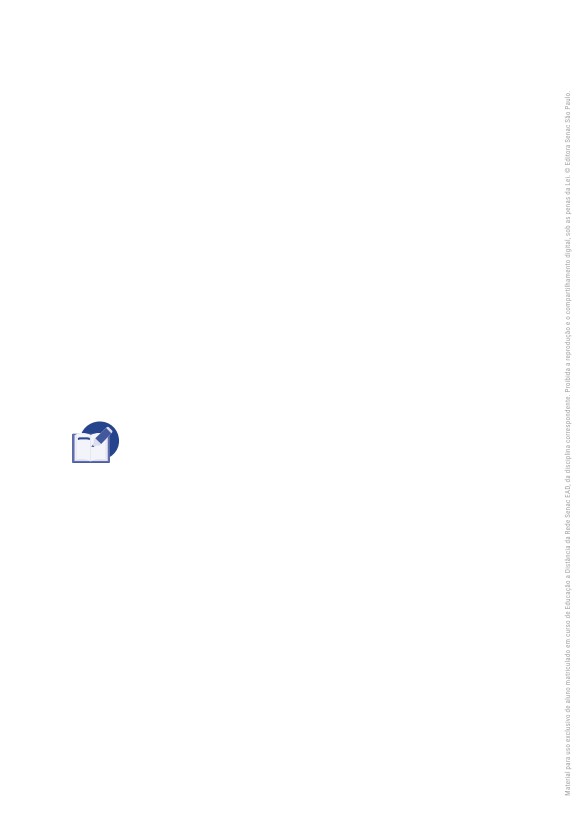 Material para uso exclusivo de aluno matriculado em curso de Educação a Distância da Rede Senac EAD, da disciplina correspondente. Proibida a reprodução e o compartilhamento digital, sob as penas da Lei. © Editora Senac São Paulo.